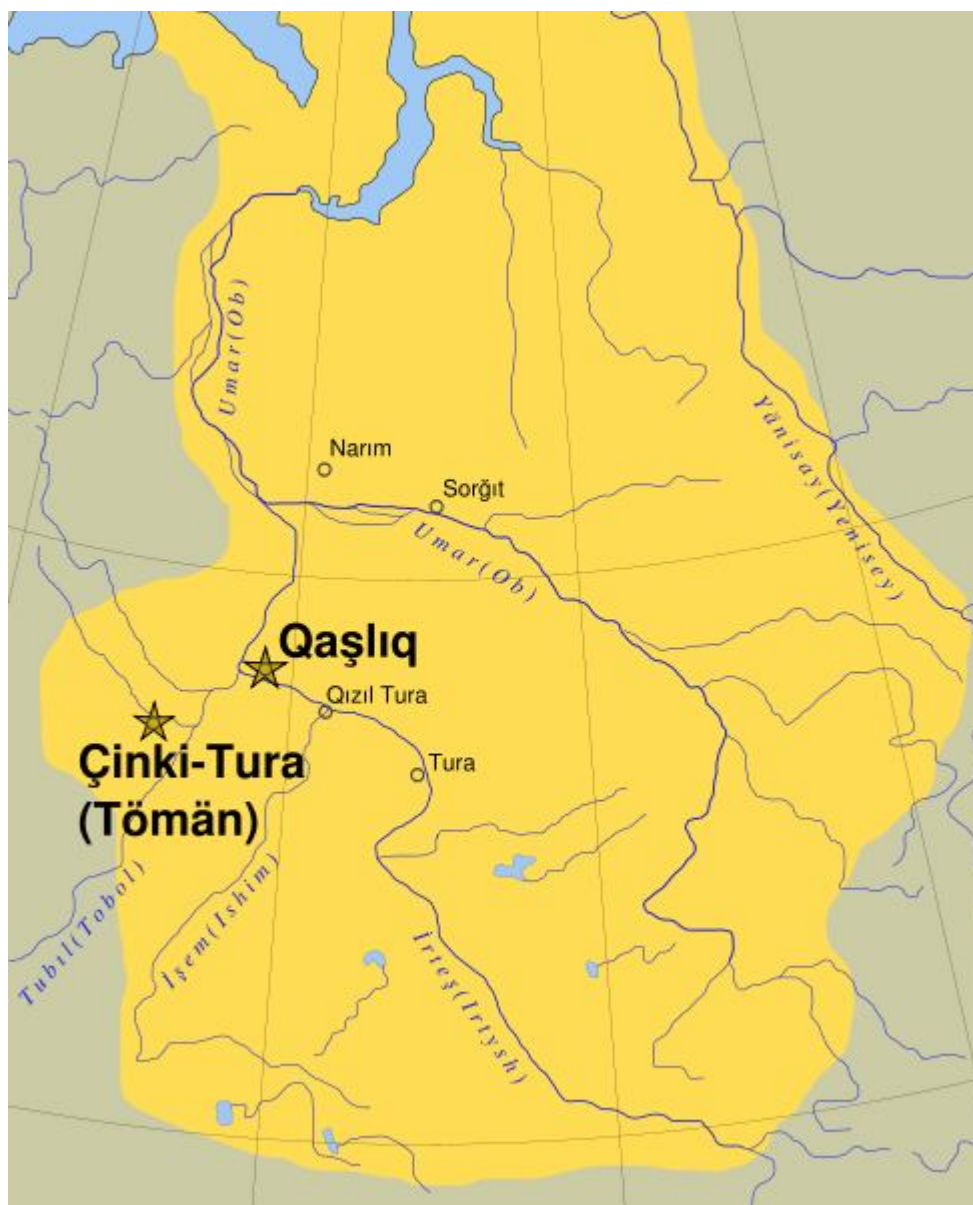 Umar(Ob)
Narım
Sorğıt
Umar(Ob)
Yänisay(Yenisey)
Qaşlıq
Qızıl Tura
Çinki-Tura
(Tömän)
Tura
Tubıl(Tobol)
İşem(Ishim)
İrteş(Irtysh)